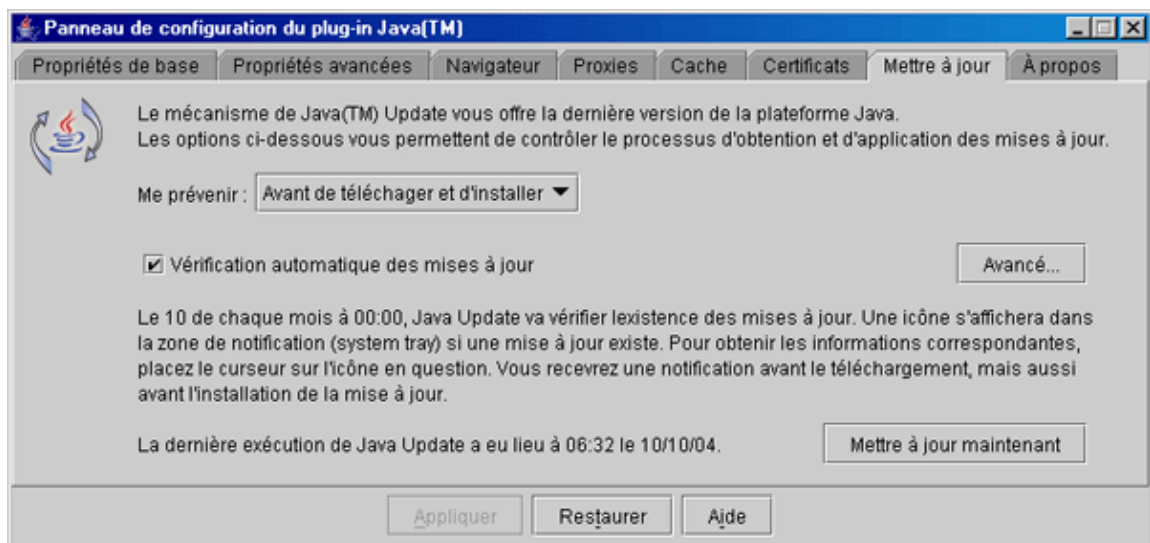 Panneau de configuration du plug-in Java(TM)
Propriétés de base Propriétés avancées Navigateur Proxies Cache Certificats Mettre à jour À propos
Le mécanisme de Java(TM) Update vous offre la dernière version de la plateforme Java.
Les options ci-dessous vous permettent de contrôler le processus d'obtention et d'application des mises à jour.
Me prévenir : Avant de téléchager et d'installer
Vérification automatique des mises à jour Avancé...
Le 10 de chaque mois à 00:00, Java Update va vérifier lexistence des mises à jour. Une icône s'affichera dans
la zone de notification (system tray) si une mise à jour existe. Pour obtenir les informations correspondantes,
placez le curseur sur l'icône en question. Vous recevrez une notification avant le téléchargement, mais aussi
avant l'installation de la mise à jour.
La dernière exécution de Java Update a eu lieu à 06:32 le 10/10/04. Mettre à jour maintenant
Appliquer Restaurer Aide